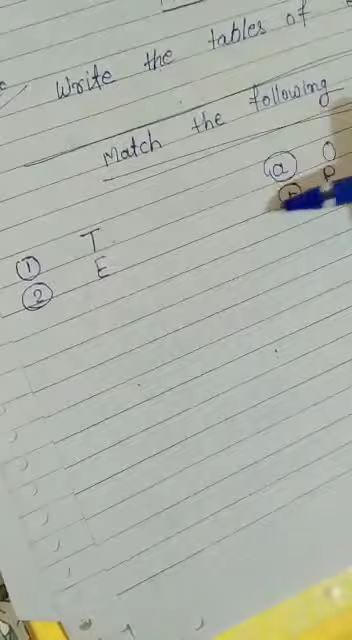 Write the tables of
Match the following
a O
P
1 T
2 E